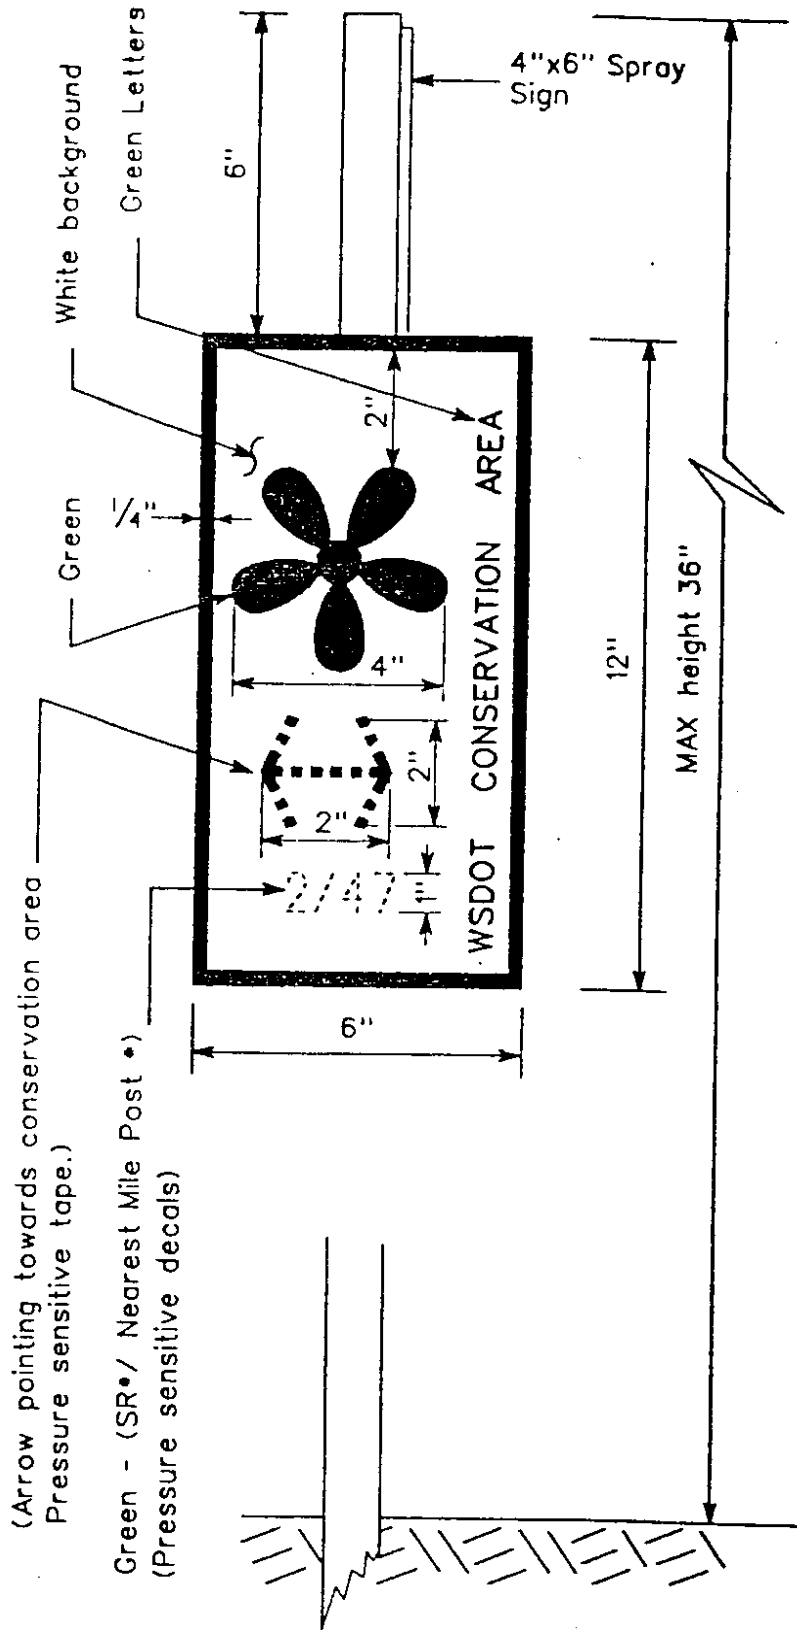 4"x6" Spray
Sign
6"
Green Letters
White background
Green
1/4"
2"
4"
(Arrow pointing towards conservation area
Pressure sensitive tape.)
2"
2"
2/47
1"
Green - (SR•/ Nearest Mile Post •)
(Pressure sensitive decals)
WSDOT CONSERVATION AREA
6"
12"
MAX height 36"